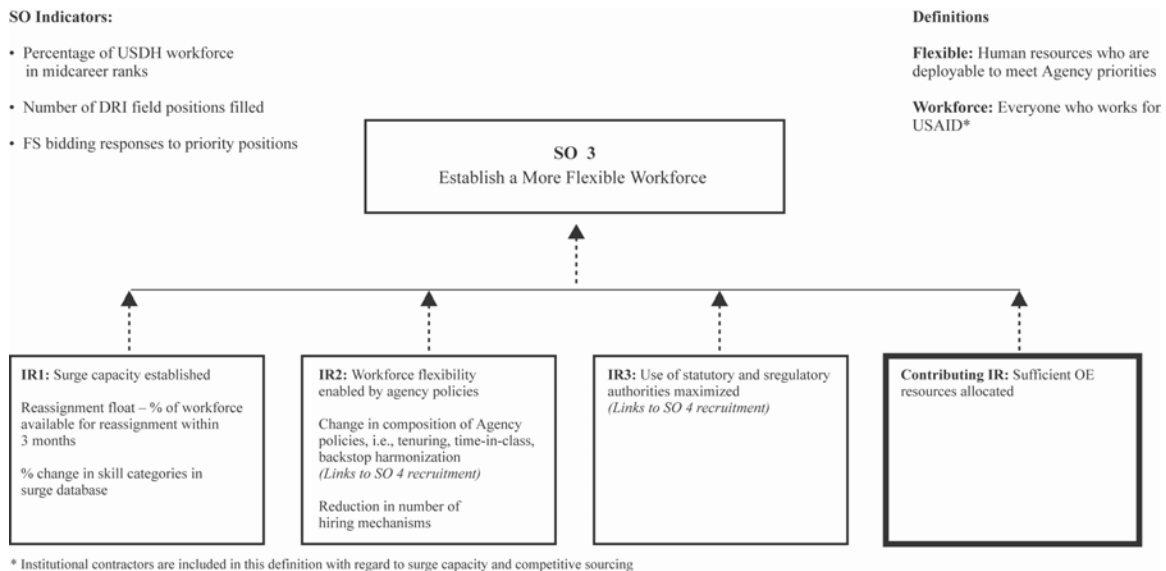 SO Indicators:
• Percentage of USDH workforce
in midcareer ranks
• Number of DRI field positions filled
• FS bidding responses to priority positions
Definitions
Flexible: Human resources who are
deployable to meet Agency priorities
Workforce: Everyone who works for
USAID*
SO 3
Establish a More Flexible Workforce
IR1: Surge capacity established
Reassignment float – % of workforce
available for reassignment within
3 months
% change in skill categories in
surge database
IR2: Workforce flexibility
enabled by agency policies
Change in composition of Agency
policies, i.e., tenuring, time-in-class,
backstop harmonization
(Links to SO 4 recruitment)
Reduction in number of
hiring mechanisms
IR3: Use of statutory and sregulatory
authorities maximized
(Links to SO 4 recruitment)
Contributing IR: Sufficient OE
resources allocated
* Institutional contractors are included in this definition with regard to surge capacity and competitive sourcing